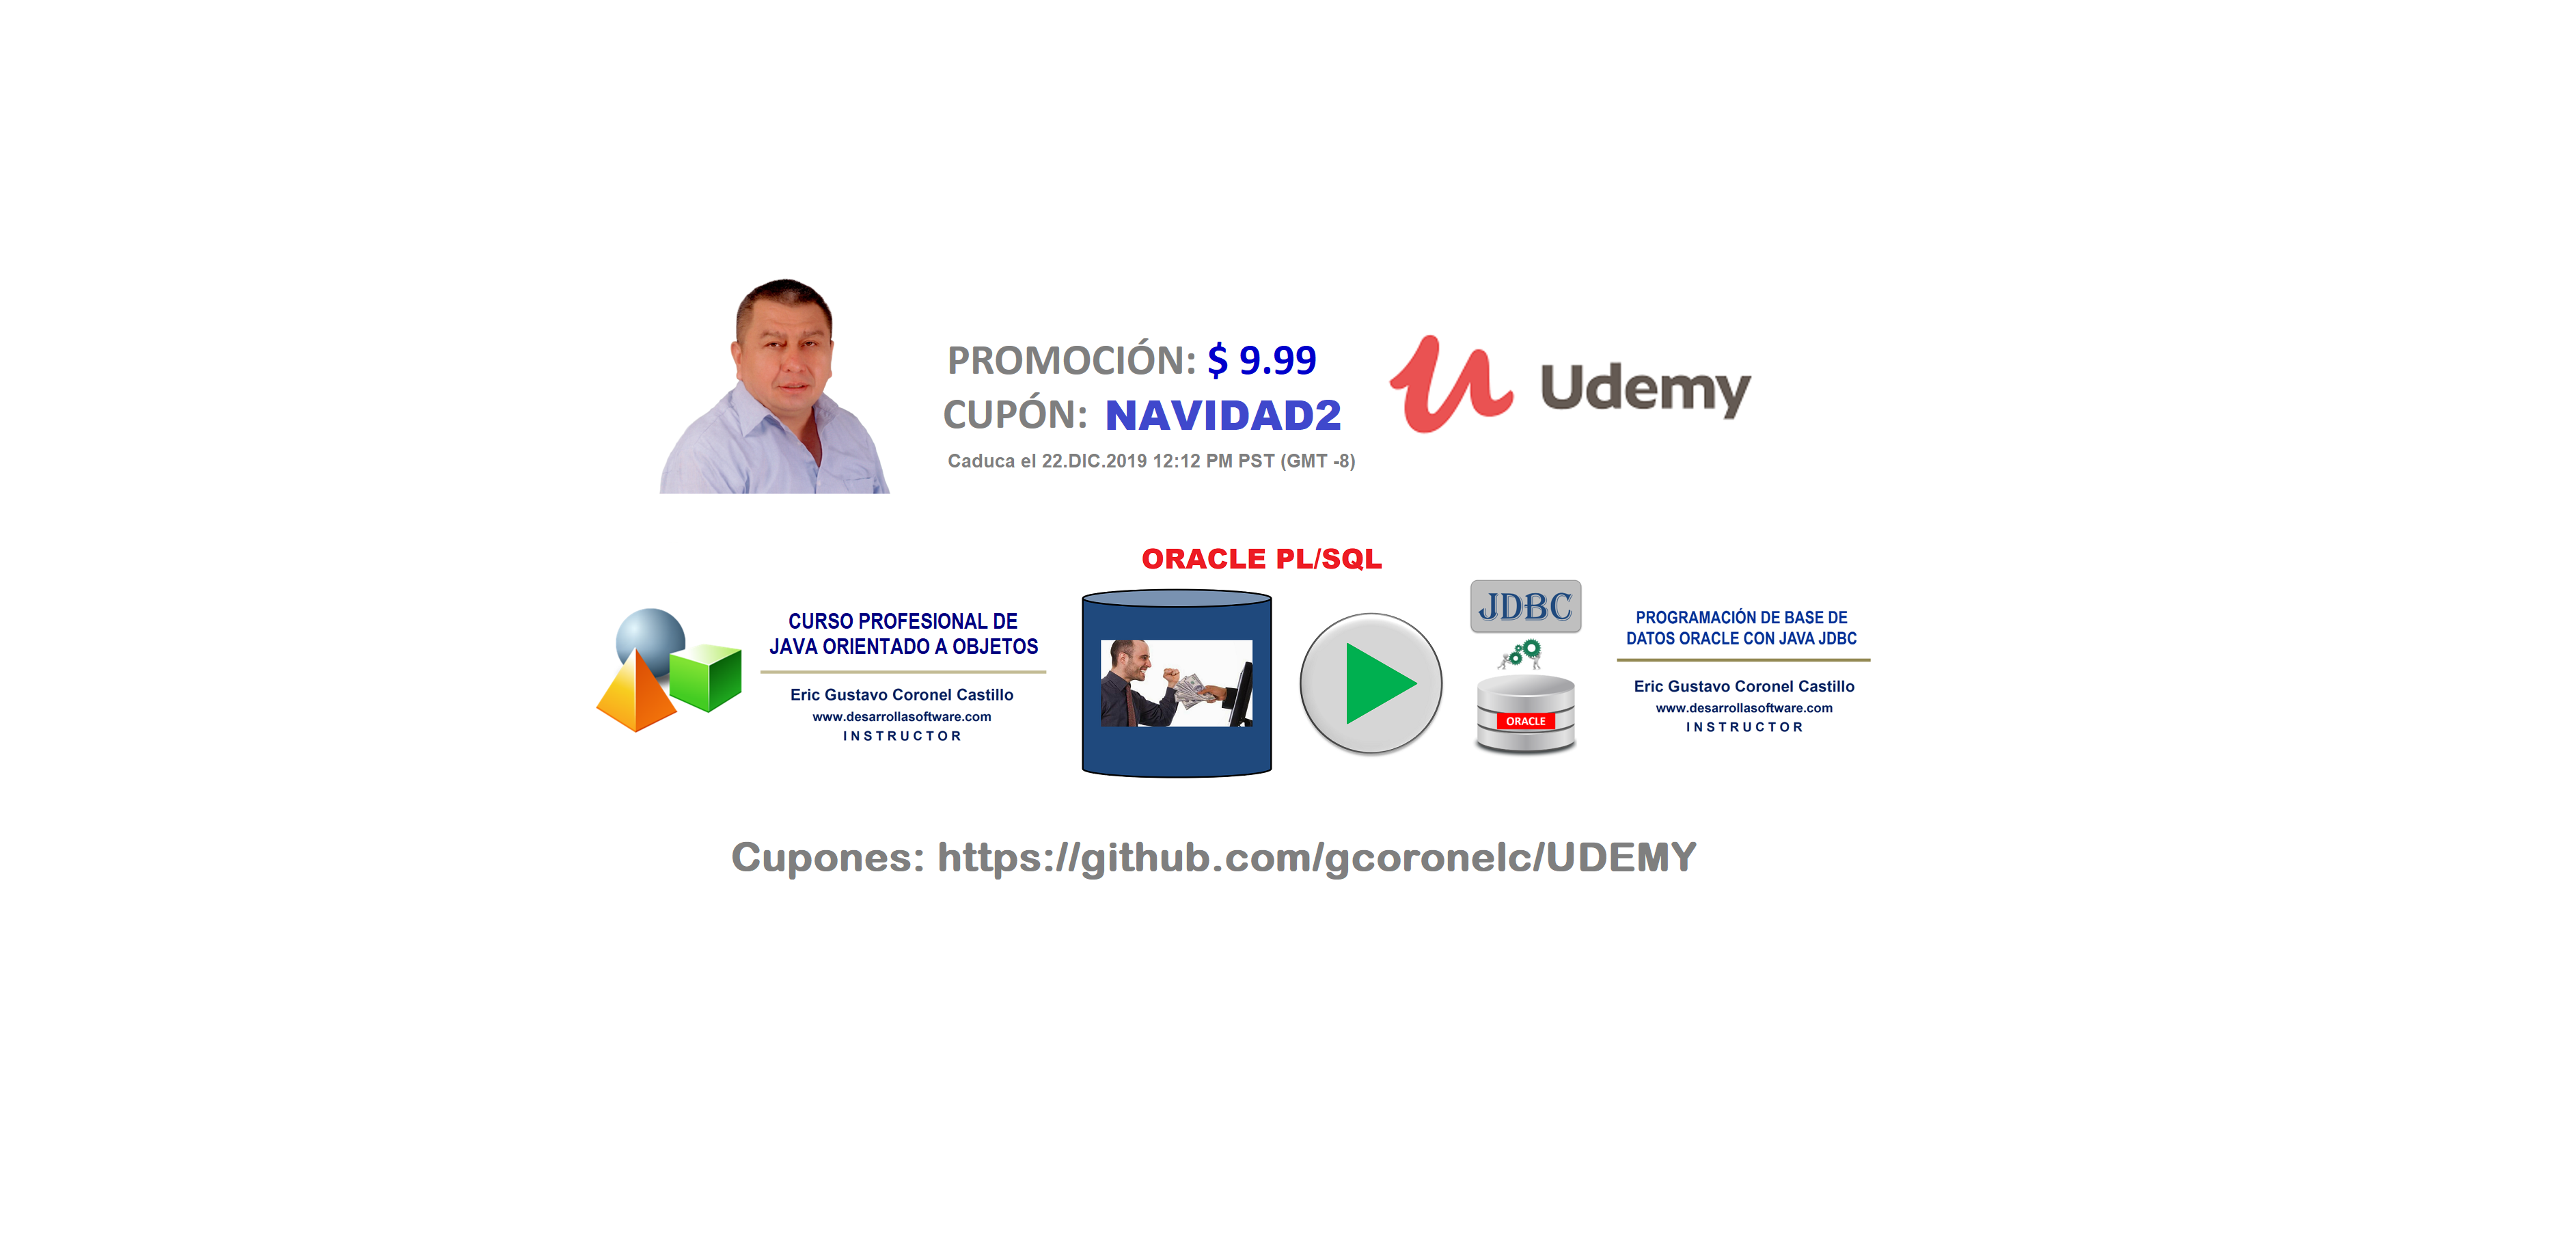 PROMOCIÓN: $ 9.99
CUPÓN: NAVIDAD2
Caduca el 22.DIC.2019 12:12 PM PST (GMT -8)
Udemy
CURSO PROFESIONAL DE
JAVA ORIENTADO A OBJETOS
Eric Gustavo Coronel Castillo
www.desarrollasoftware.com
INSTRUCTOR
ORACLE PL/SQL
JDBC
ORACLE
PROGRAMACIÓN DE BASE DE
DATOS ORACLE CON JAVA JDBC
Eric Gustavo Coronel Castillo
www.desarrollasoftware.com
INSTRUCTOR
Cupones: https://github.com/gcoronelc/UDEMY